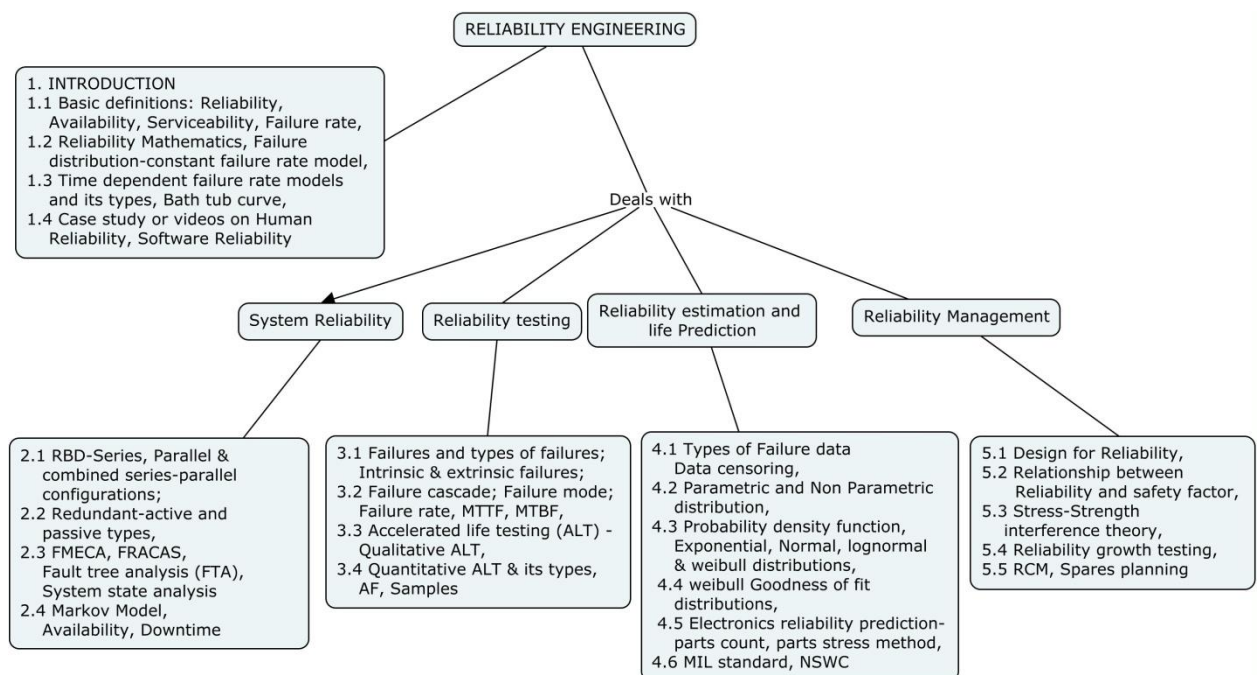 RELIABILITY ENGINEERING
1. INTRODUCTION
1.1 Basic definitions: Reliability,
Availability, Serviceability, Failure rate,
1.2 Reliability Mathematics, Failure
distribution-constant failure rate model,
1.3 Time dependent failure rate models
and its types, Bath tub curve,
1.4 Case study or videos on Human
Reliability, Software Reliability
Deals with
System Reliability
Reliability testing
Reliability estimation and
life Prediction
Reliability Management
2.1 RBD-Series, Parallel &
combined series-parallel
configurations;
2.2 Redundant-active and
passive types,
2.3 FMECA, FRACAS,
Fault tree analysis (FTA),
System state analysis
2.4 Markov Model,
Availability, Downtime
3.1 Failures and types of failures;
Intrinsic & extrinsic failures;
3.2 Failure cascade; Failure mode;
Failure rate, MTTF, MTBF,
3.3 Accelerated life testing (ALT) -
Qualitative ALT,
3.4 Quantitative ALT & its types,
AF, Samples
4.1 Types of Failure data
Data censoring,
4.2 Parametric and Non Parametric
distribution,
4.3 Probability density function,
Exponential, Normal, lognormal
& weibull distributions,
4.4 weibull Goodness of fit
distributions,
4.5 Electronics reliability prediction-
parts count, parts stress method,
4.6 MIL standard, NSWC
5.1 Design for Reliability,
5.2 Relationship between
Reliability and safety factor,
5.3 Stress-Strength
interference theory,
5.4 Reliability growth testing,
5.5 RCM, Spares planning